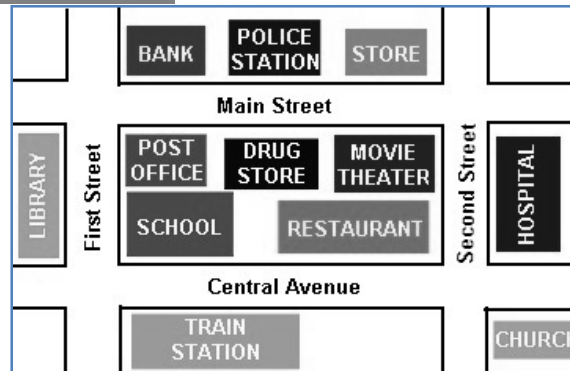 BANK
POLICE
STATION
STORE
Main Street
LIBRARY
First Street
POST
OFFICE
DRUG
STORE
MOVIE
THEATER
Second Street
HOSPITAL
SCHOOL
RESTAURANT
Central Avenue
TRAIN
STATION
CHURCH